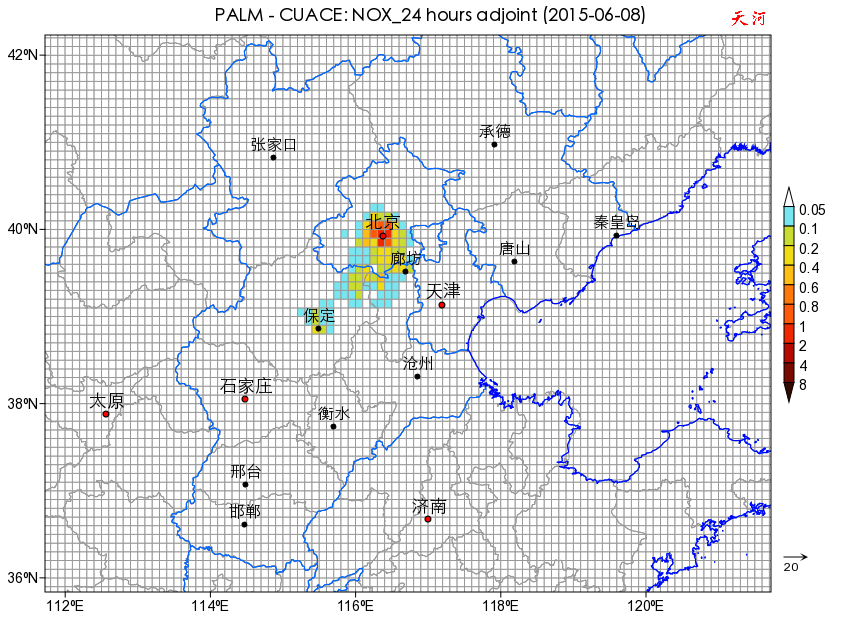 PALM - CUACE: NOX_24 hours adjoint (2015-06-08)
天河
42°N
承德
张家口
0.05
北京
秦皇岛
0.1
40°N
唐山
0.2
廊坊
0.4
天津
0.6
保定
0.8
1
2
沧州
4
石家庄
8
太原
38°N
衡水
邢台
济南
邯郸
20
36°N
112°E
114°E
116°E
118°E
120°E